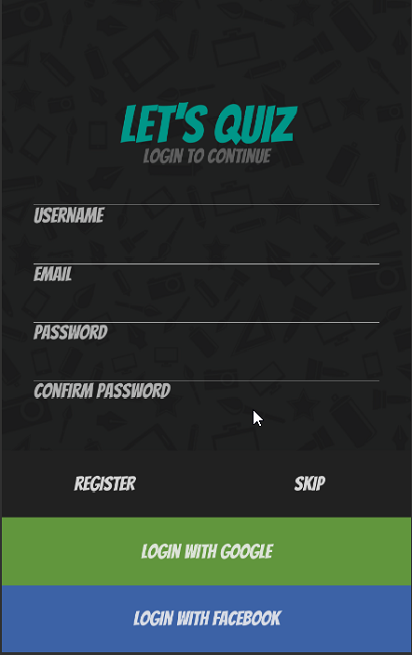 LET'S QUIZ
LOGIN TO CONTINUE
USERNAME
EMAIL
PASSWORD
CONFIRM PASSWORD
REGISTER SKIP
LOGIN WITH GOOGLE
LOGIN WITH FACEBOOK